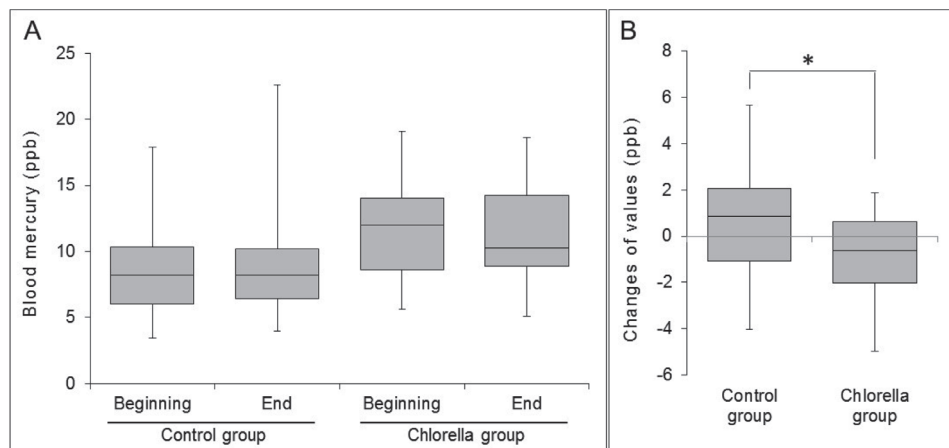 A
Blood mercury (ppb)
25
20
15
10
5
0
Beginning
End
Beginning
End
Control group
Chlorella group
B
Changes of values (ppb)
8
6
4
2
0
-2
-4
-6
*
Control
group
Chlorella
group